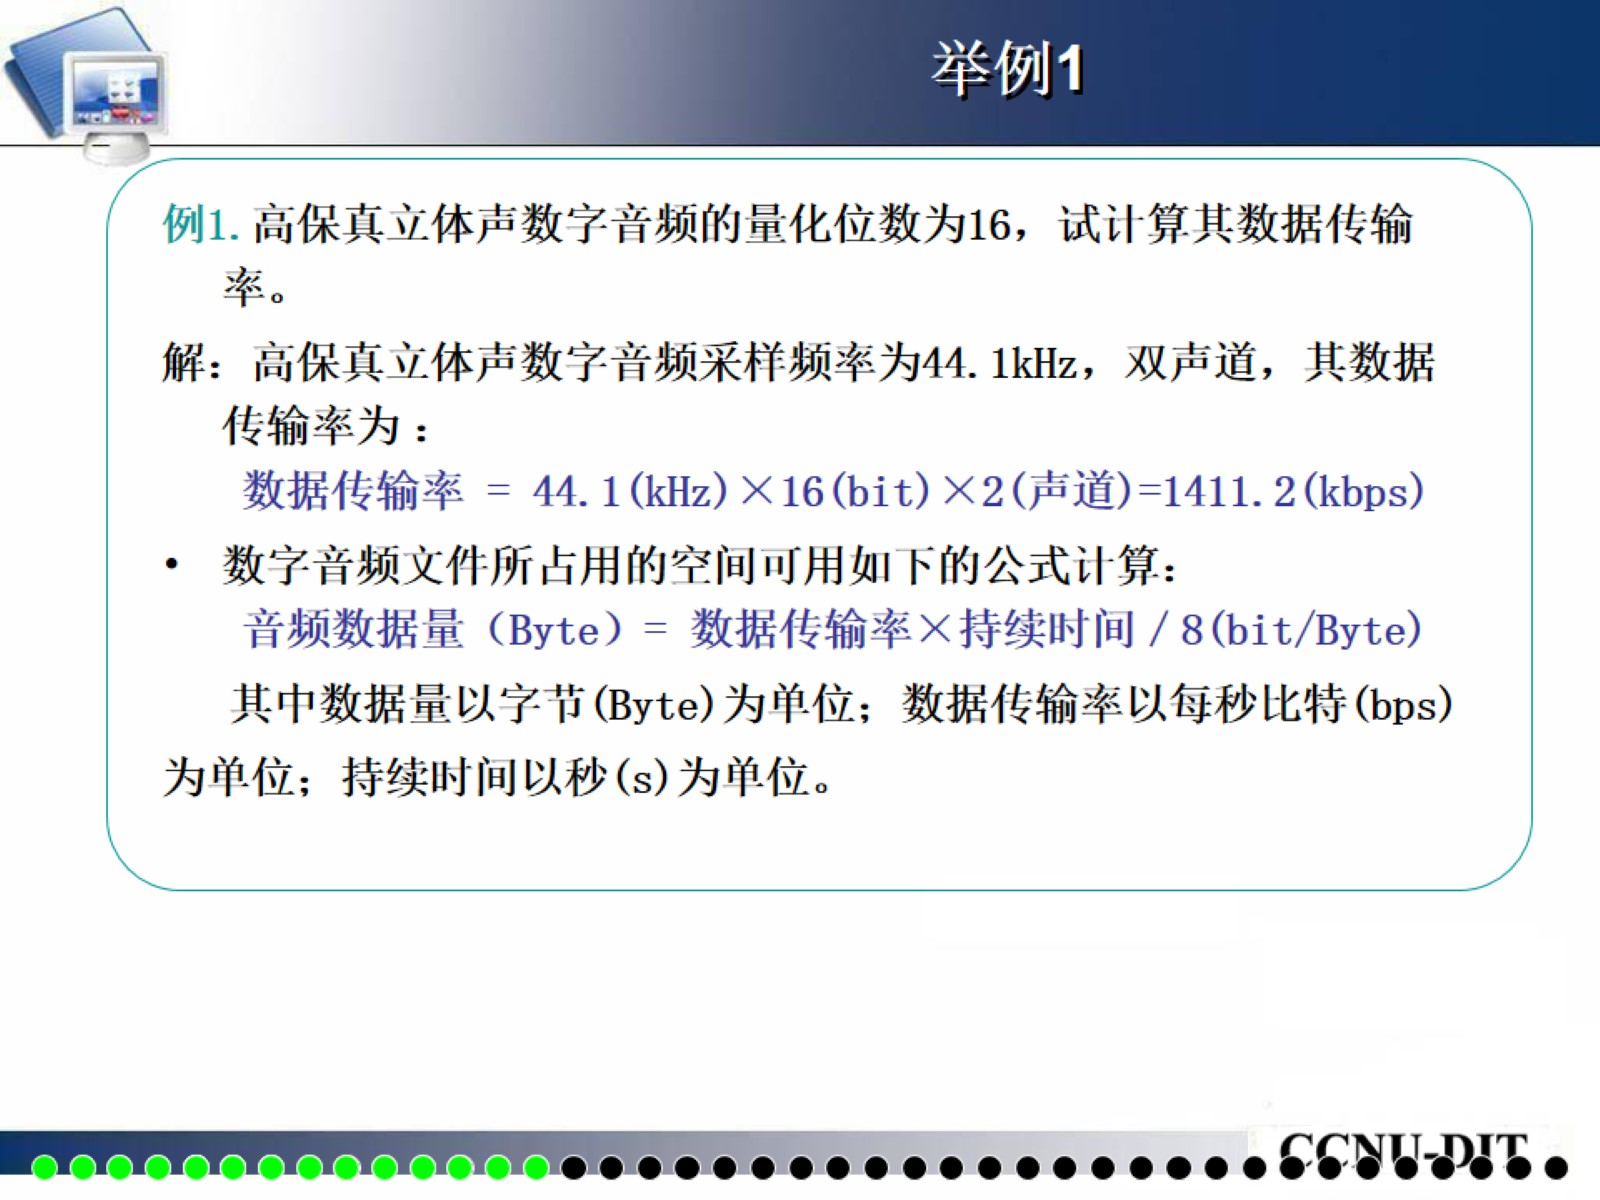 举例1
例1.高保真立体声数字音频的量化位数为16，试计算其数据传输
率。
解：高保真立体声数字音频采样频率为44.1kHz，双声道，其数据
传输率为：
数据传输率 = 44.1(kHz)×16(bit)×2(声道)=1411.2(kbps)
• 数字音频文件所占用的空间可用如下的公式计算：
音频数据量（Byte）= 数据传输率×持续时间／8(bit/Byte)
其中数据量以字节(Byte)为单位；数据传输率以每秒比特(bps)
为单位；持续时间以秒(s)为单位。
CCNU-DIT